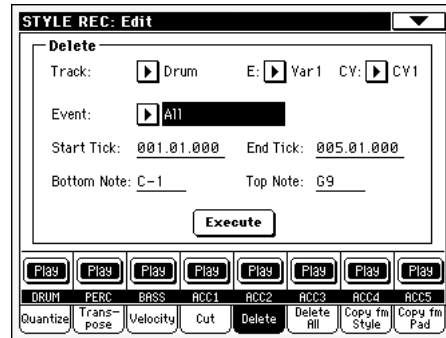 STYLE REC: Edit
Delete
Track: Drum E: Var1 CV: CV1
Event: All
Start Tick: 001.01.000 End Tick: 005.01.000
Bottom Note: C-1 Top Note: G9
Execute
Play Play Play Play Play Play Play Play
DRUM PERC BASS ACC1 ACC2 ACC3 ACC4 ACC5
Quantize Trans-pose Velocity Cut Delete Delete All Copy fm Style Copy fm Pad